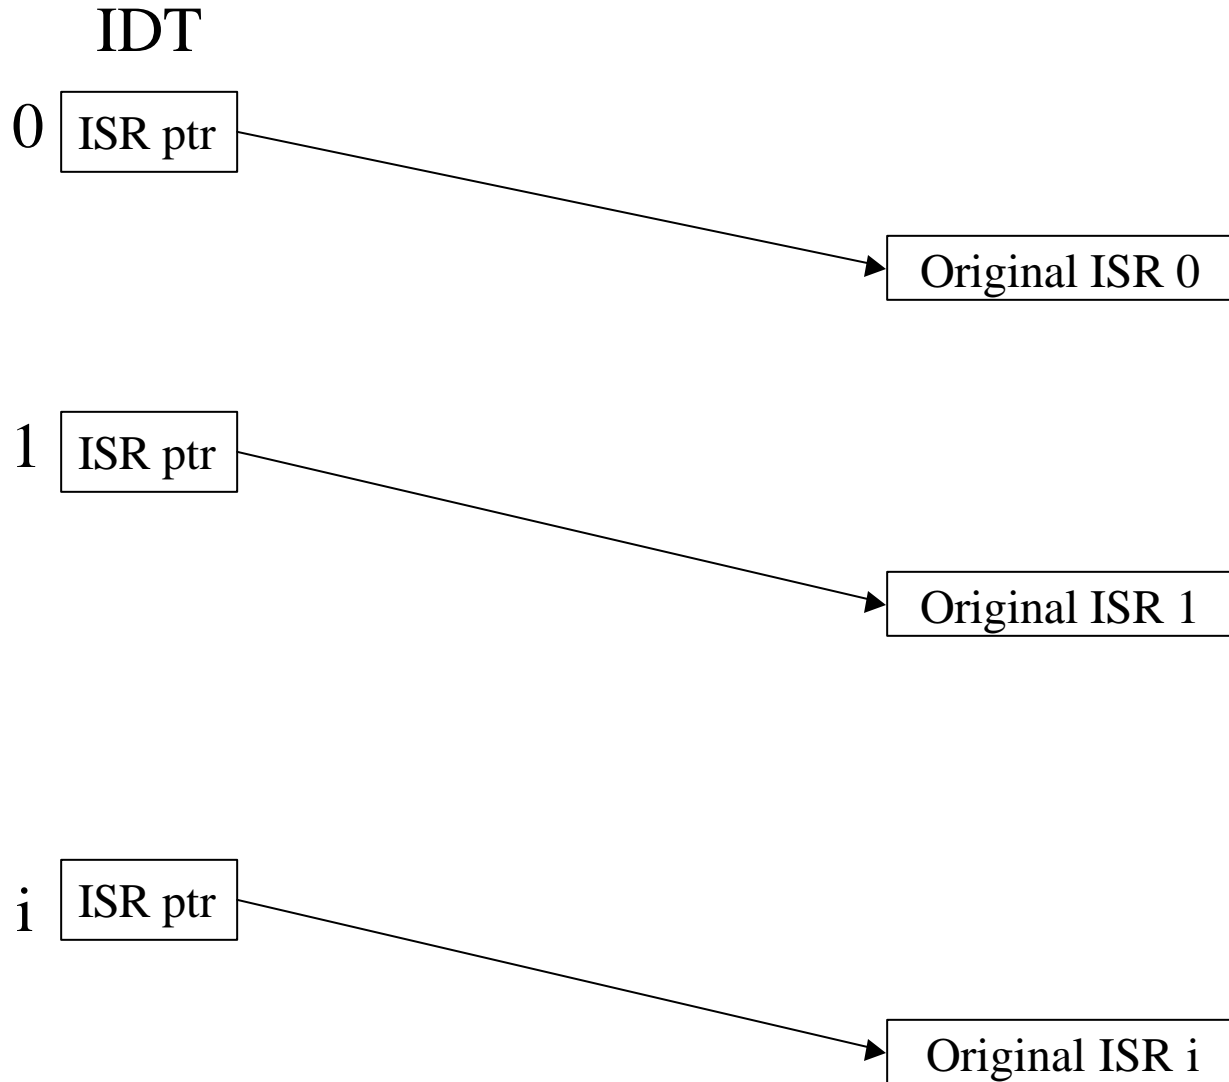 IDT
0 ISR ptr
Original ISR 0
1 ISR ptr
Original ISR 1
i ISR ptr
Original ISR i